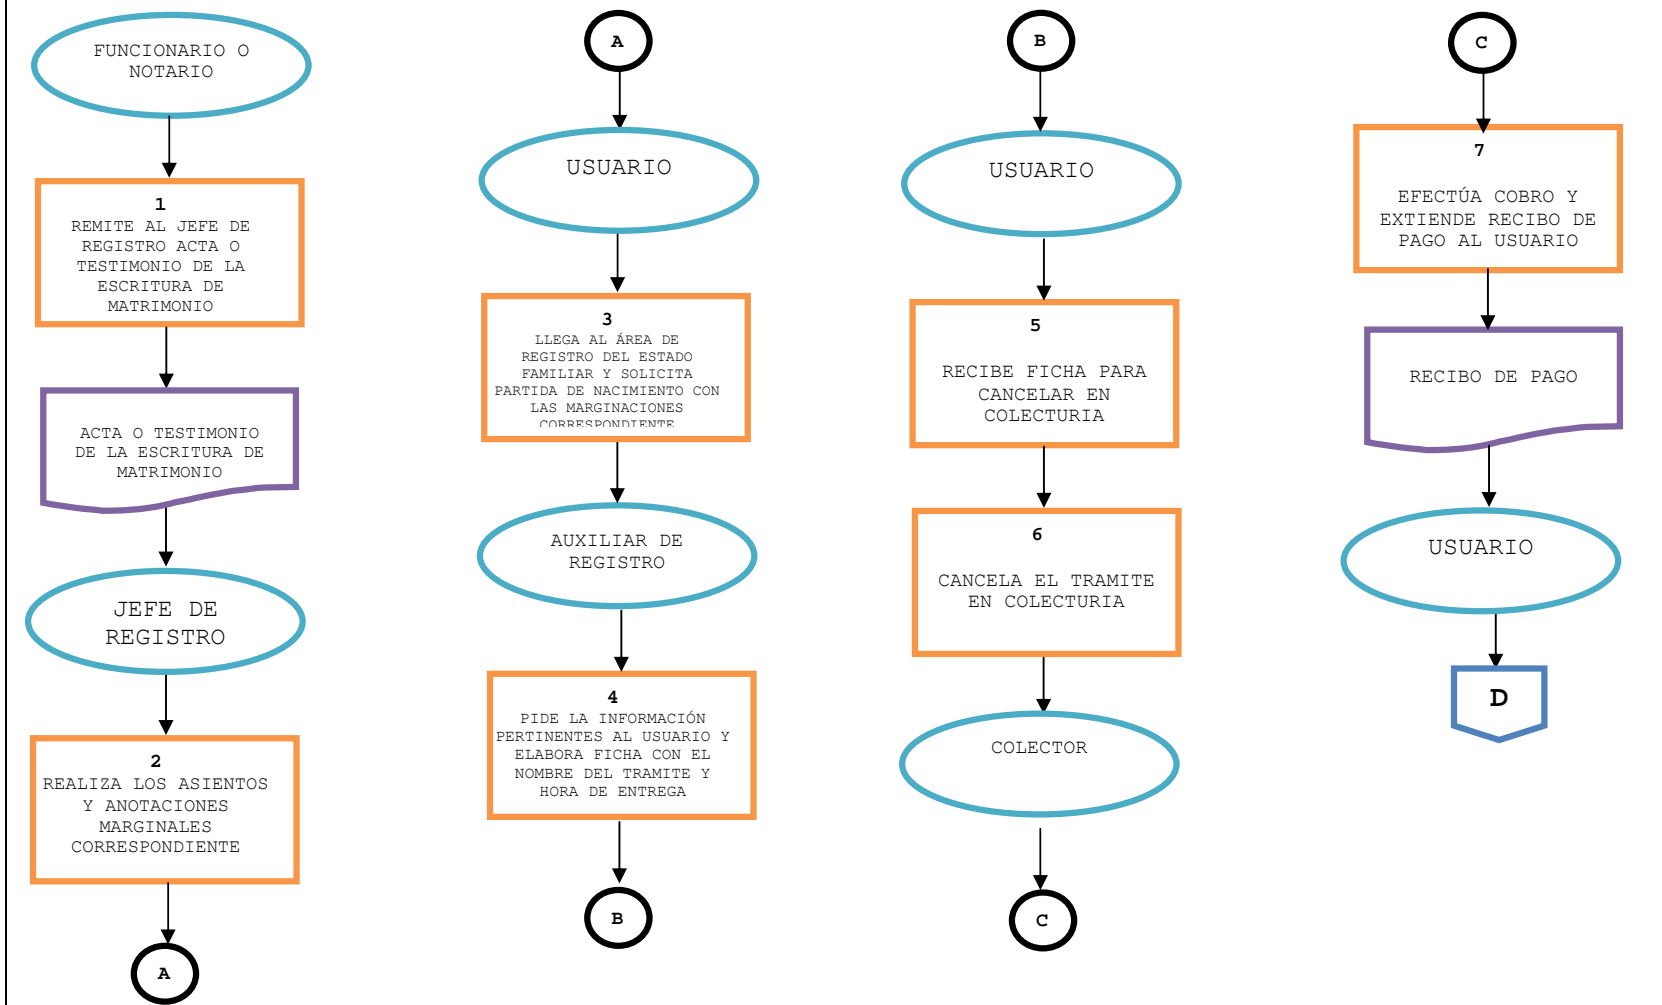 FUNCIONARIO O
NOTARIO
1
REMITE AL JEFE DE
REGISTRO ACTA O
TESTIMONIO DE LA
ESCRITURA DE
MATRIMONIO
ACTA O TESTIMONIO
DE LA ESCRITURA DE
MATRIMONIO
JEFE DE
REGISTRO
2
REALIZA LOS ASIENTOS
Y ANOTACIONES
MARGINALES
CORRESPONDIENTE
A
A
USUARIO
3
LLEGA AL ÁREA DE
REGISTRO DEL ESTADO
FAMILIAR Y SOLICITA
PARTIDA DE NACIMIENTO CON
LAS MARGINACIONES
CORRESPONDIENTE
AUXILIAR DE
REGISTRO
4
PIDE LA INFORMACIÓN
PERTINENTES AL USUARIO Y
ELABORA FICHA CON EL
NOMBRE DEL TRAMITE Y
HORA DE ENTREGA
B
B
USUARIO
5
RECIBE FICHA PARA
CANCELAR EN
COLECTURIA
6
CANCELA EL TRAMITE
EN COLECTURIA
COLECTOR
C
C
7
EFECTÚA COBRO Y
EXTIENDE RECIBO DE
PAGO AL USUARIO
RECIBO DE PAGO
USUARIO
D